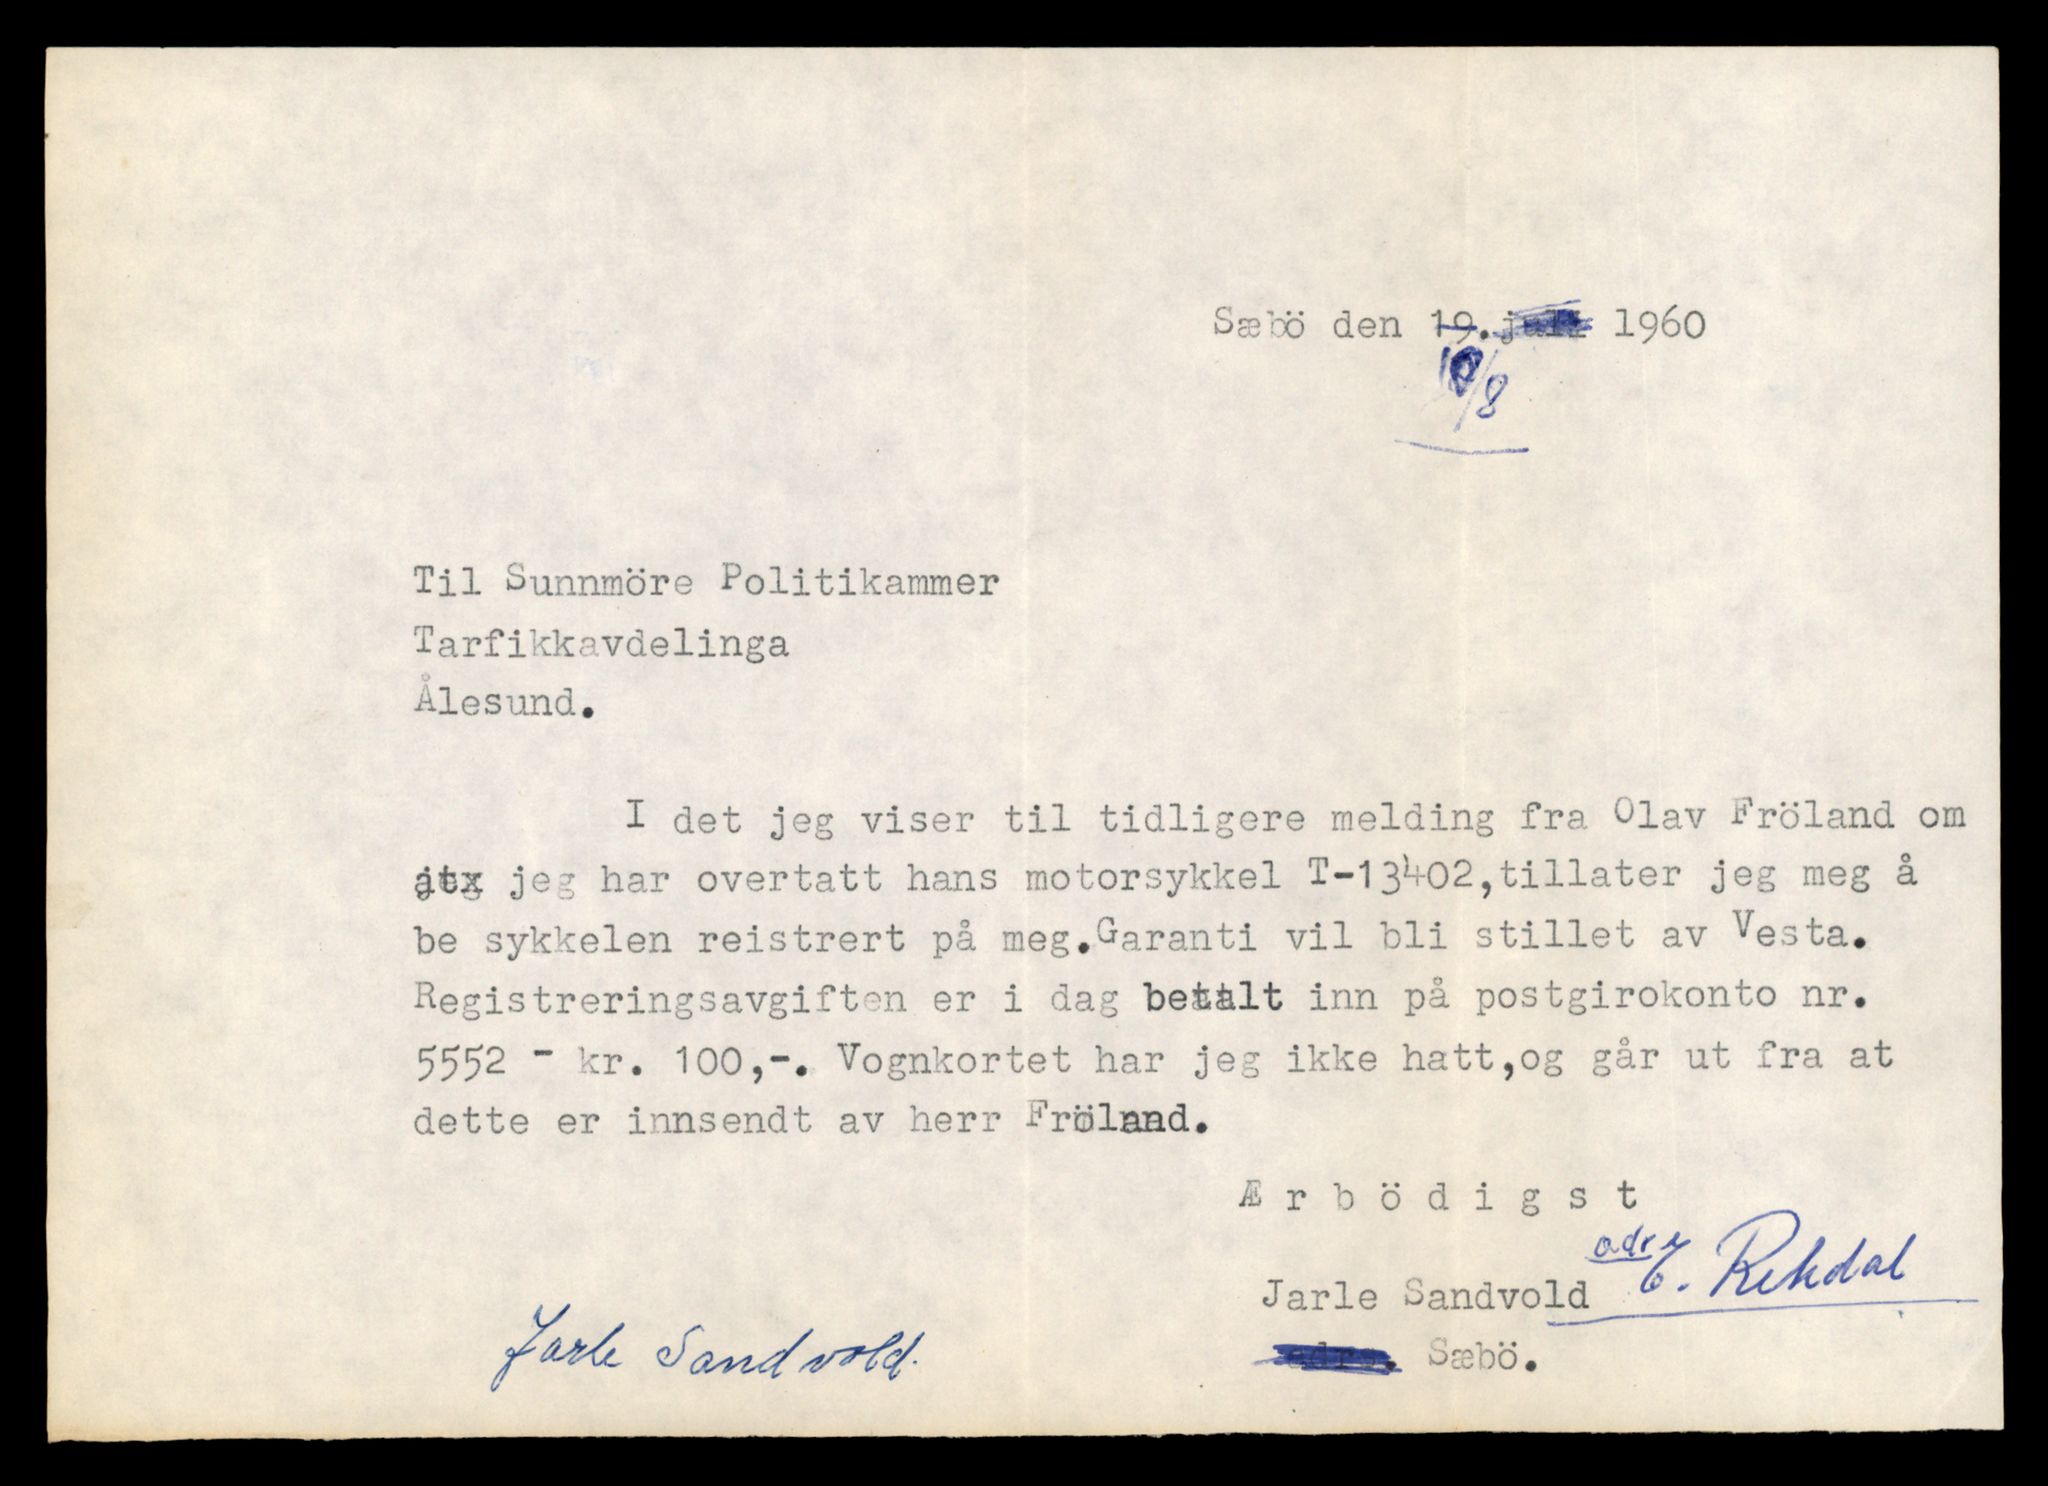 Sæbö den 19. juli 1960
10/8
Til Sunnmöre Politikammer
Tarfikkavdelinga
Ålesund.
I det jeg viser til tidligere melding fra Olav Fröland om
jeg har overtatt hans motorsykkel T-13402,tillater jeg meg å
be sykkelen reistrert på meg.Garanti vil bli stillet av Vesta.
Registreringsavgiften er i dag betalt inn på postgirokonto nr.
5552 - kr. 100,-. Vognkortet har jeg ikke hatt,og går ut fra at
dette er innsendt av herr Fröland.
Ærbödigst
adr. E. Rekdal
Jarle Sandvold
adrs. Sæbö.
Jarle Sandvold.